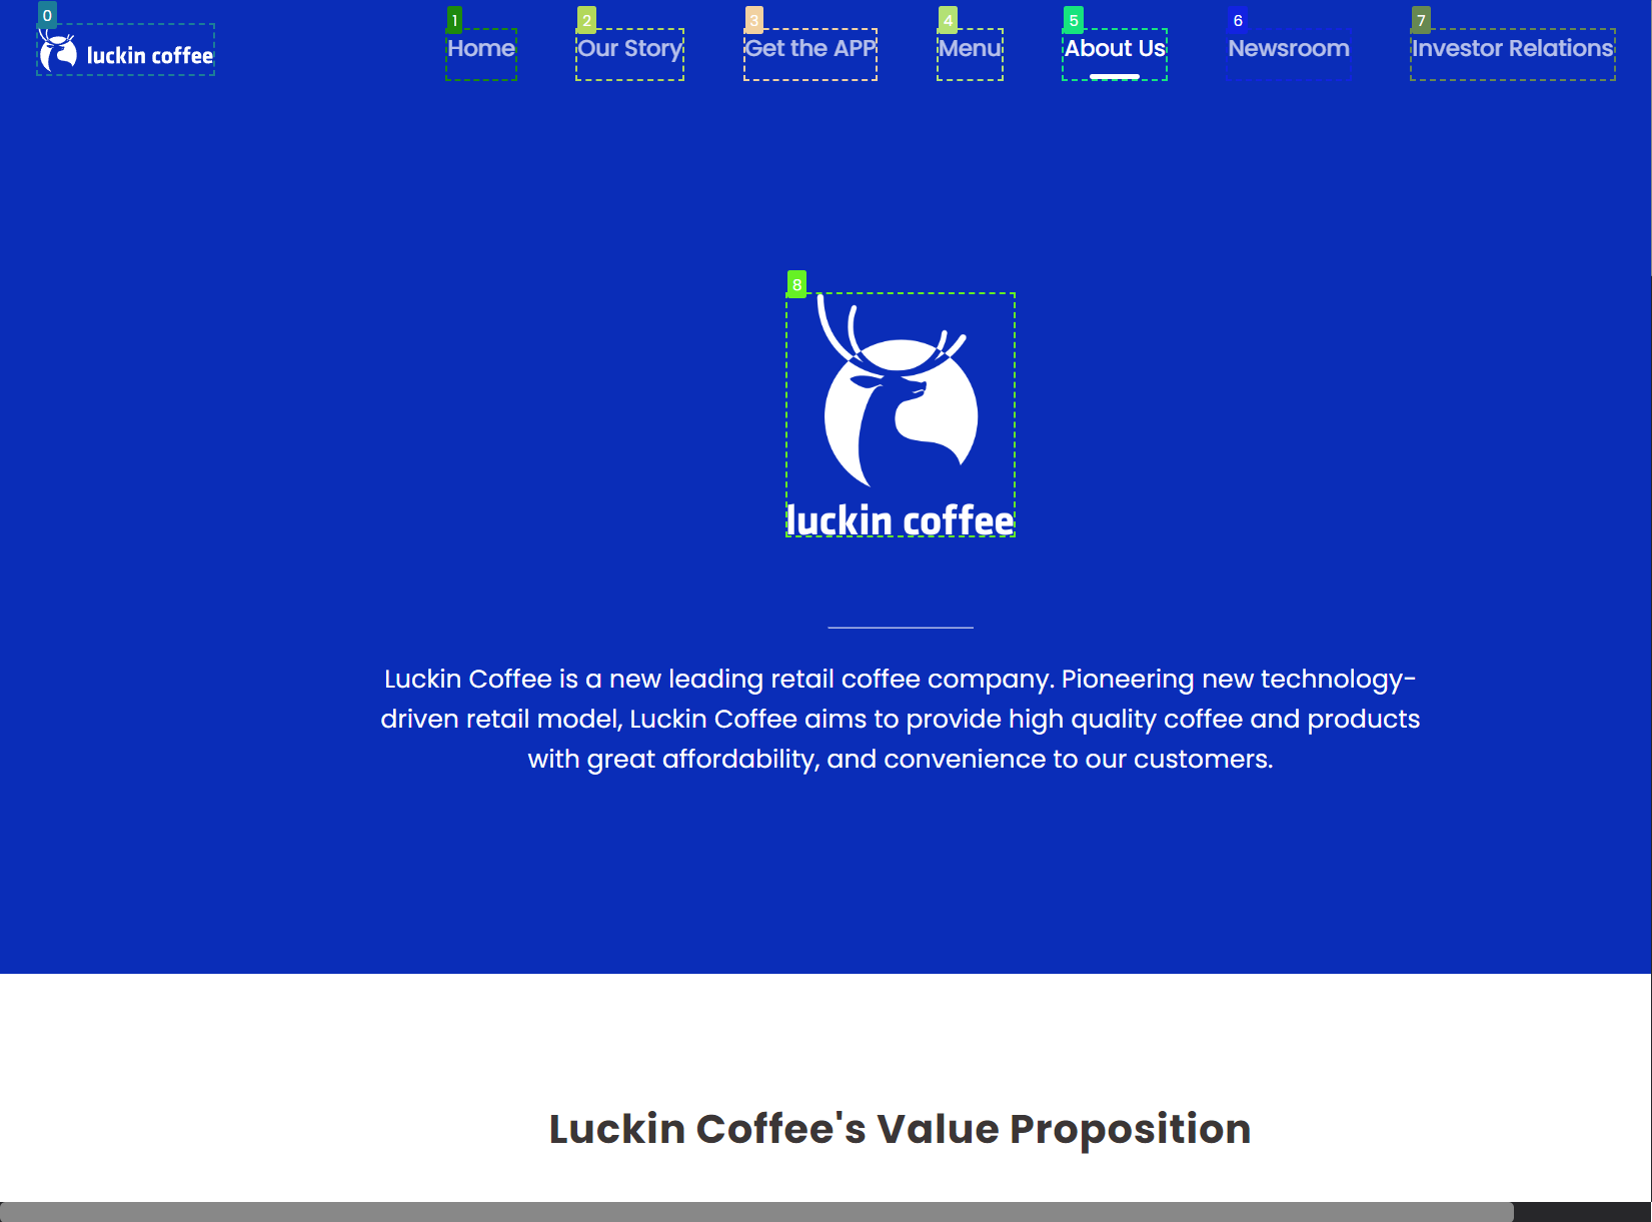 0 1 2 3 4 5 6 7
luckin coffee Home Our Story Get the APP Menu About Us Newsroom Investor Relations
8
luckin coffee
Luckin Coffee is a new leading retail coffee company. Pioneering new technology-
driven retail model, Luckin Coffee aims to provide high quality coffee and products
with great affordability, and convenience to our customers.
Luckin Coffee's Value Proposition